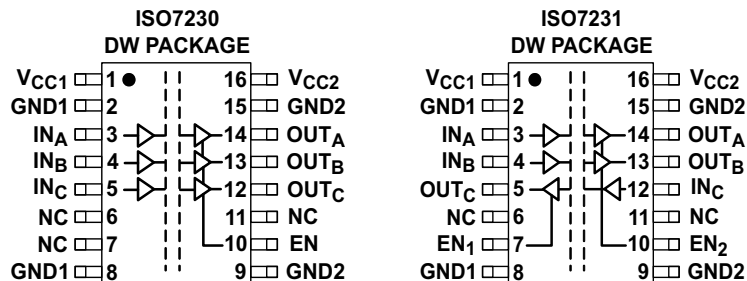 ISO7230 ISO7231
DW PACKAGE DW PACKAGE
VCC1 1 16 VCC2 VCC1 1 16 VCC2
GND1 2 15 GND2 GND1 2 15 GND2
INA 3 14 OUTA INA 3 14 OUTA
INB 4 13 OUTB INB 4 13 OUTB
INC 5 12 OUTC OUTC 5 12 INC
NC 6 11 NC NC 6 11 NC
NC 7 10 EN EN1 7 10 EN2
GND1 8 9 GND2 GND1 8 9 GND2